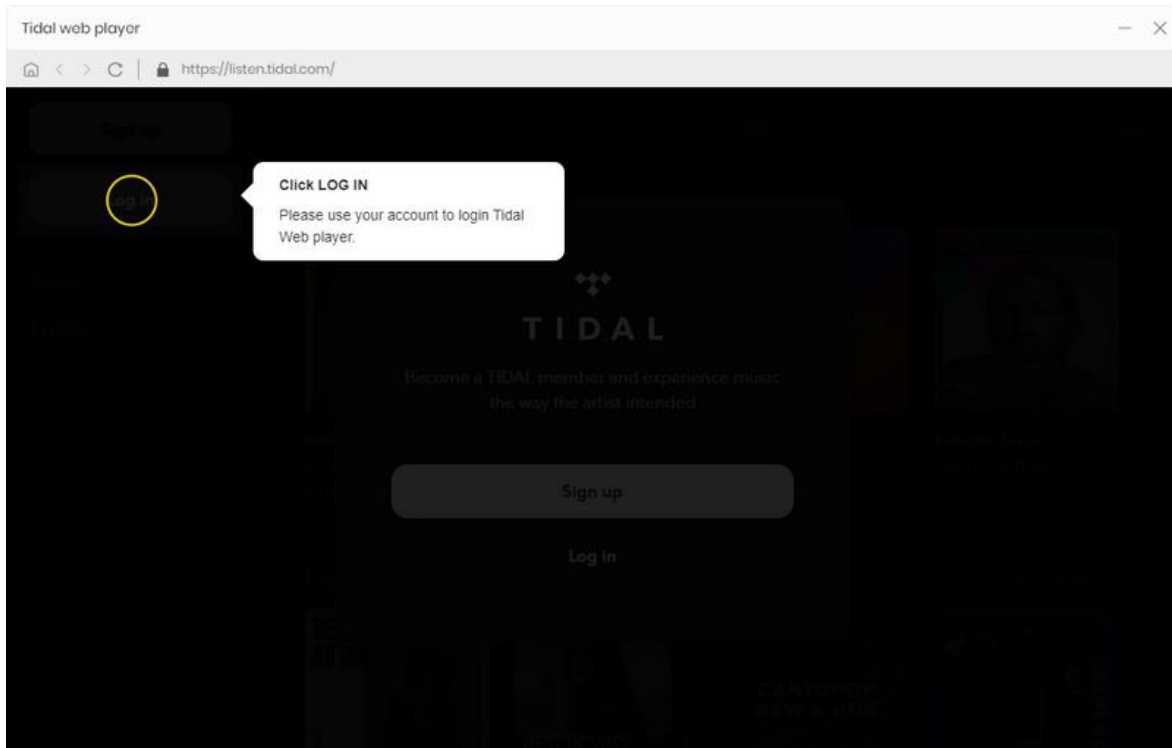 Tidal web player
https://listen.tidal.com/
Sign up
Log in
Click LOG IN
Please use your account to login Tidal
Web player.
TIDAL
Become a TIDAL member and experience music
the way the artist intended
Sign up
Log in
CANTOPOP
NEW & HITS